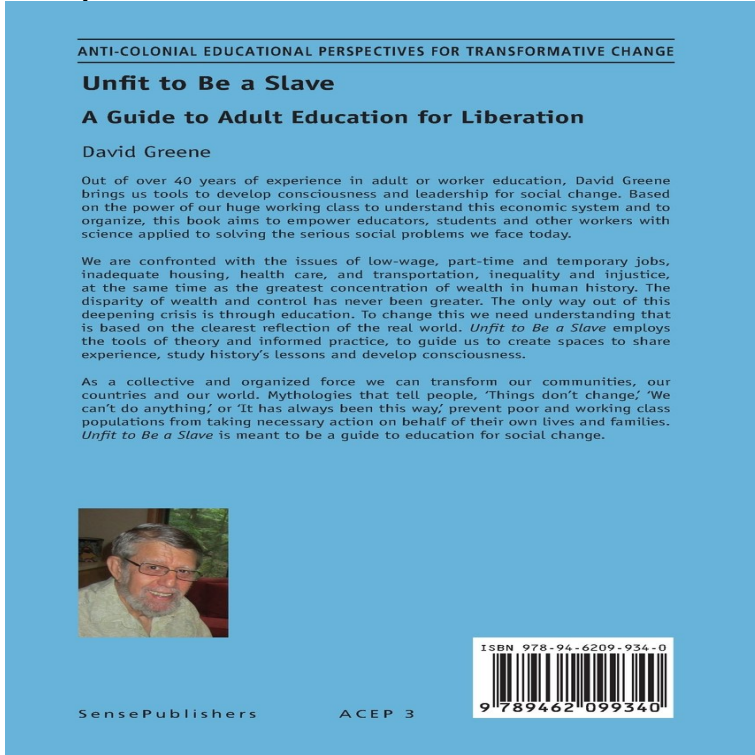 ANTI-COLONIAL EDUCATIONAL PERSPECTIVES FOR TRANSFORMATIVE CHANGE
Unfit to Be a Slave
A Guide to Adult Education for Liberation
David Greene
Out of over 40 years of experience in adult or worker education, David Greene
brings us tools to develop consciousness and leadership for social change. Based
on the power of our huge working class to understand this economic system and to
organize, this book aims to empower educators, students and other workers with
science applied to solving the serious social problems we face today.
We are confronted with the issues of low-wage, part-time and temporary jobs,
inadequate housing, health care, and transportation, inequality and injustice,
at the same time as the greatest concentration of wealth in human history. The
disparity of wealth and control has never been greater. The only way out of this
deepening crisis is through education. To change this we need understanding that
is based on the clearest reflection of the real world. Unfit to Be a Slave employs
the tools of theory and informed practice, to guide us to create spaces to share
experience, study history's lessons and develop consciousness.
As a collective and organized force we can transform our communities, our
countries and our world. Mythologies that tell people, 'Things don't change,' 'We
can't do anything,' or 'It has always been this way,' prevent poor and working class
populations from taking necessary action on behalf of their own lives and families.
Unfit to Be a Slave is meant to be a guide to education for social change.
ISBN 978-94-6209-934-0
9 789462 099340
SensePublishers ACEP 3